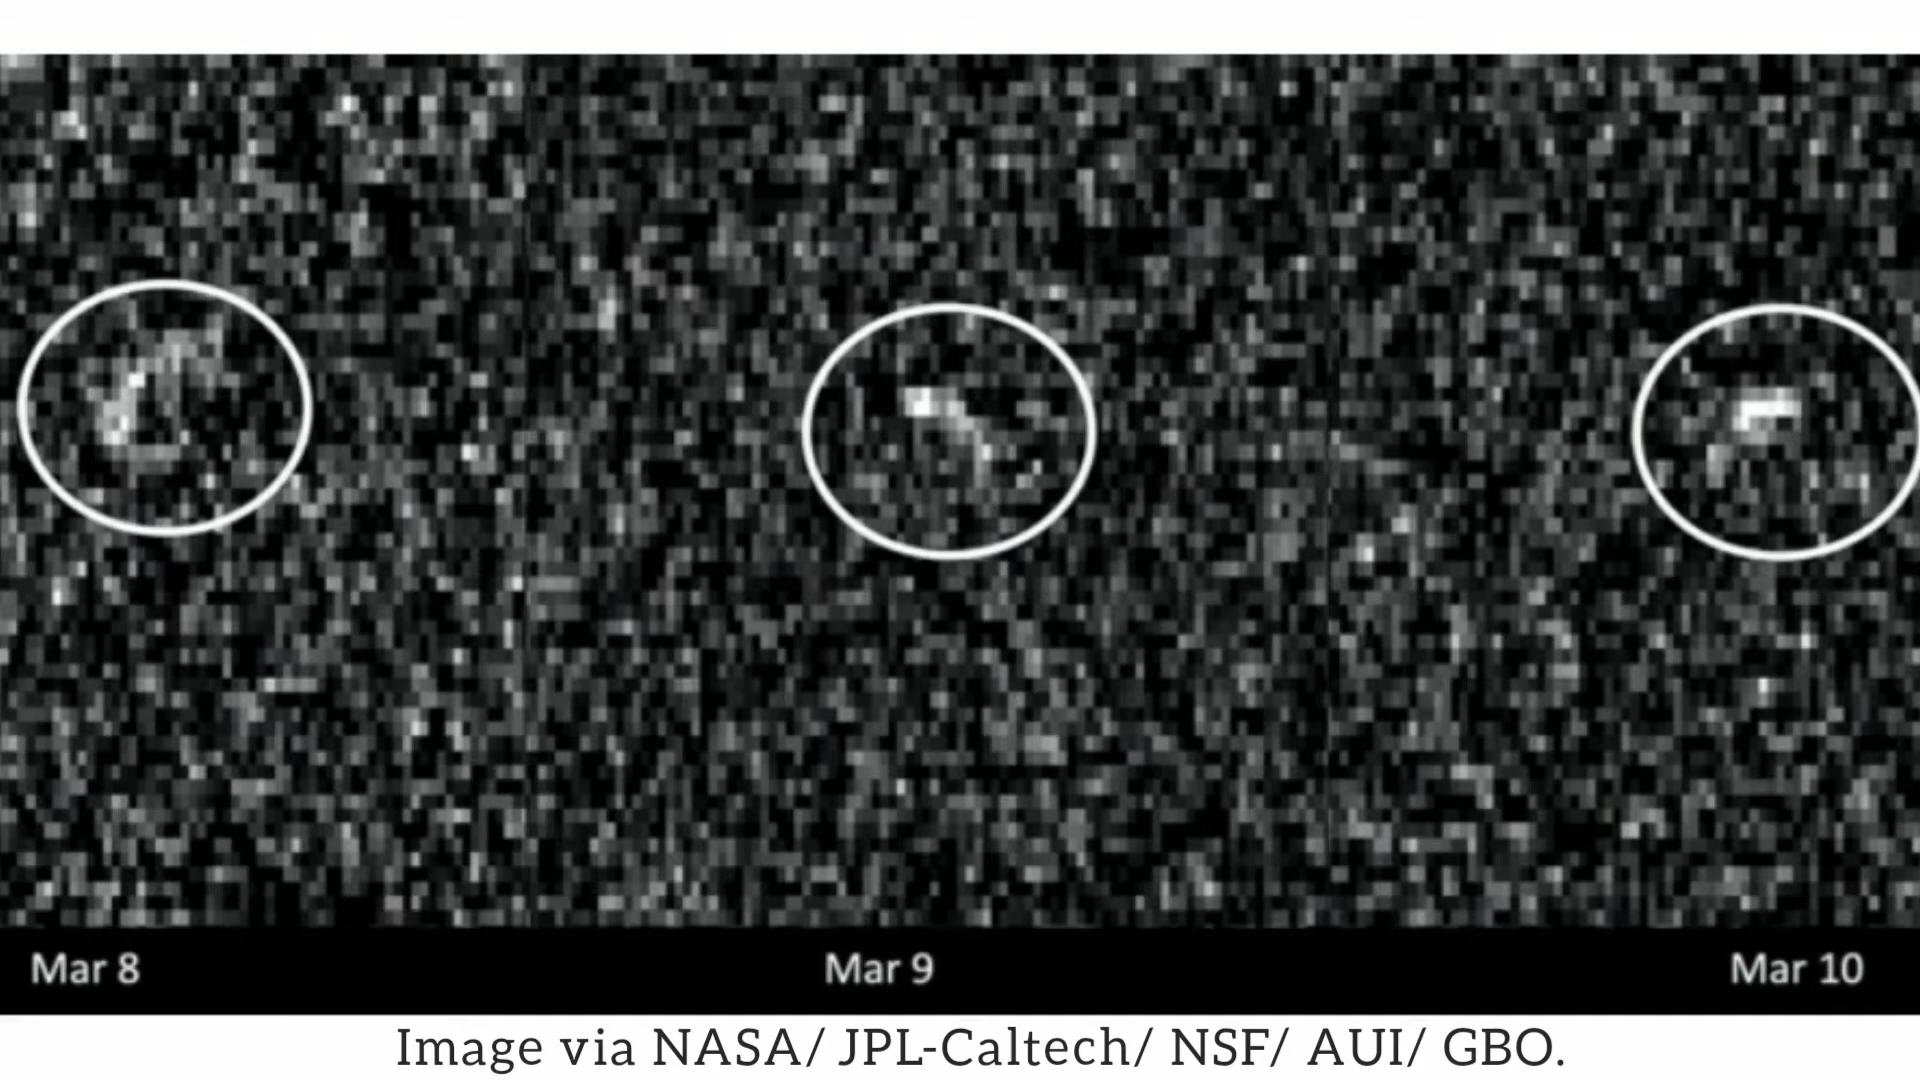 Mar 8
Mar 9
Mar 10
Image via NASA/ JPL-Caltech/ NSF/ AUI/ GBO.